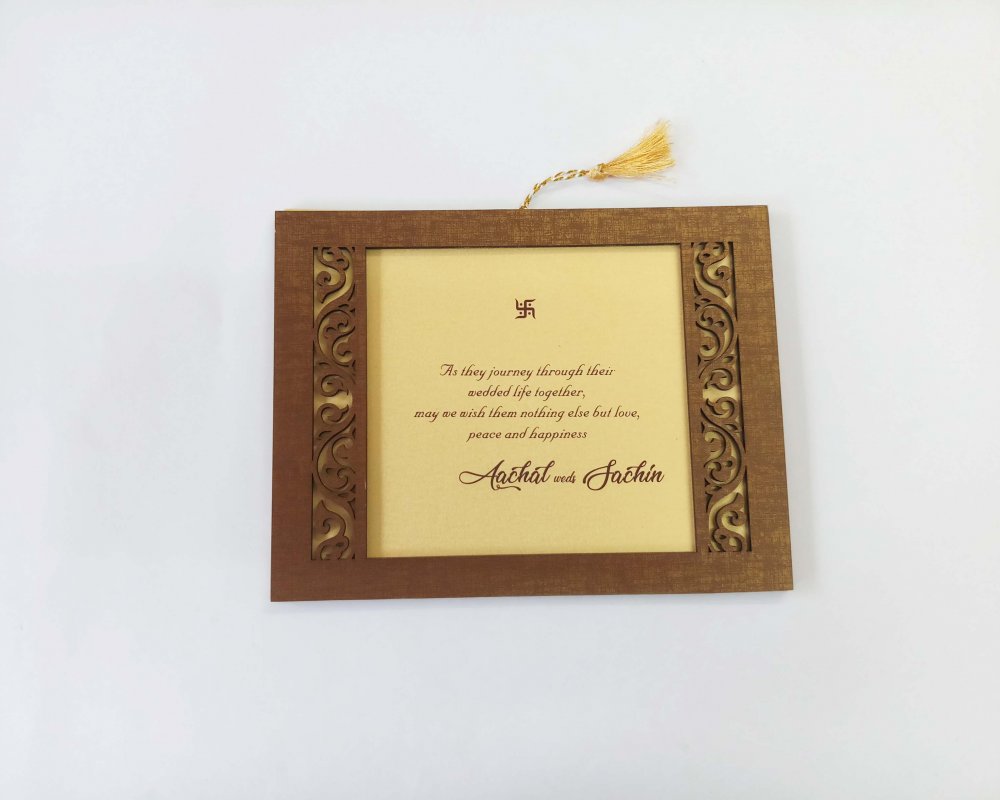 As they journey through their
wedded life together,
may we wish them nothing else but love,
peace and happiness
Aachal weds Sachin